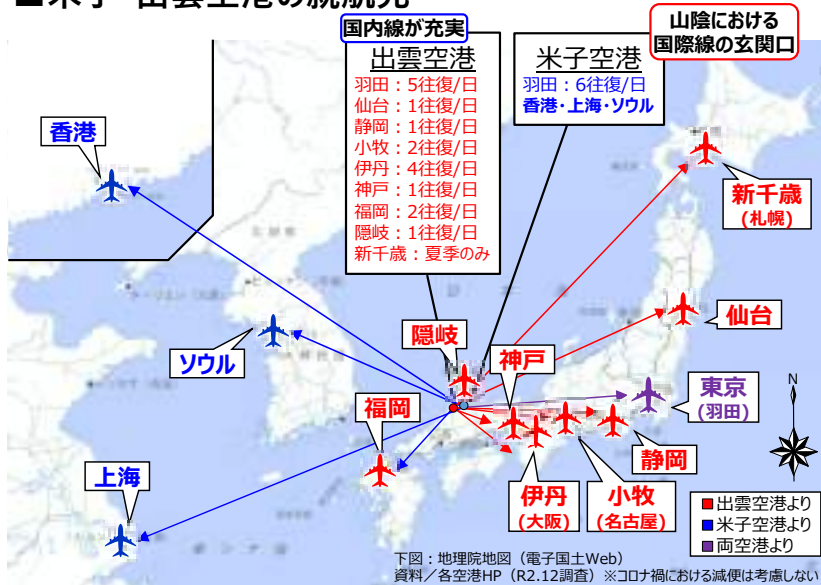 国内線が充実
出雲空港
羽田：5往復/日
仙台：1往復/日
静岡：1往復/日
小牧：2往復/日
伊丹：4往復/日
神戸：1往復/日
福岡：2往復/日
隠岐：1往復/日
新千歳：夏季のみ
米子空港
羽田：6往復/日
香港・上海・ソウル
山陰における
国際線の玄関口
香港
新千歳
(札幌)
仙台
隠岐
ソウル
神戸
東京
(羽田)
福岡
静岡
上海
伊丹
(大阪)
小牧
(名古屋)
N
■出雲空港より
■米子空港より
■両空港より
下図：地理院地図（電子国土Web）
資料／各空港HP（R2.12調査）※コロナ禍における減便は考慮しない